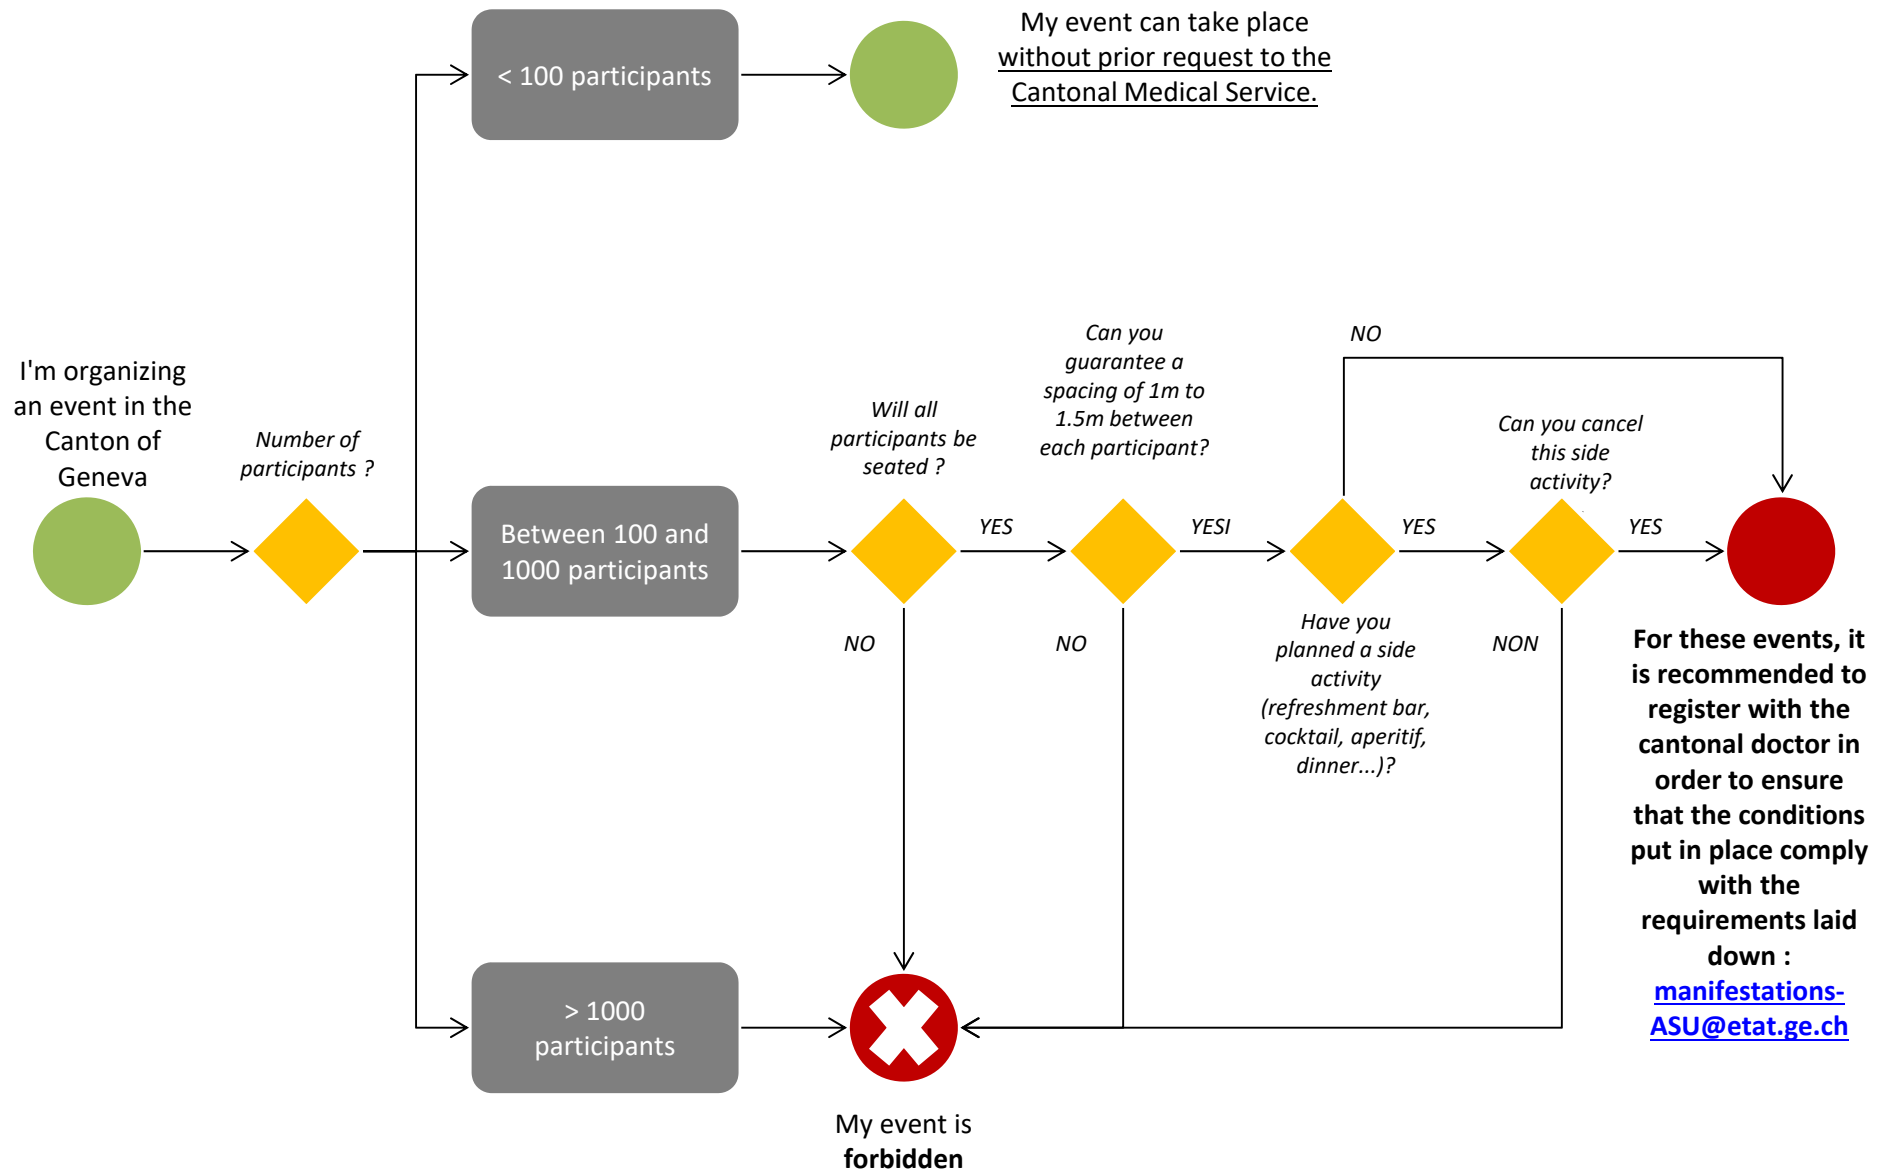 < 100 participants
My event can take place
without prior request to the
Cantonal Medical Service.
I'm organizing
an event in the
Canton of
Geneva
Number of
participants ?
Between 100 and
1000 participants
Will all
participants be
seated ?
YES
NO
Can you
guarantee a
spacing of 1m to
1.5m between
each participant?
YESI
NO
Have you
planned a side
activity
(refreshment bar,
cocktail, aperitif,
dinner...)?
NO
YES
Can you cancel
this side
activity?
YES
NON
For these events, it
is recommended to
register with the
cantonal doctor in
order to ensure
that the conditions
put in place comply
with the
requirements laid
down :
manifestations-
ASU@etat.ge.ch
> 1000
participants
My event is
forbidden